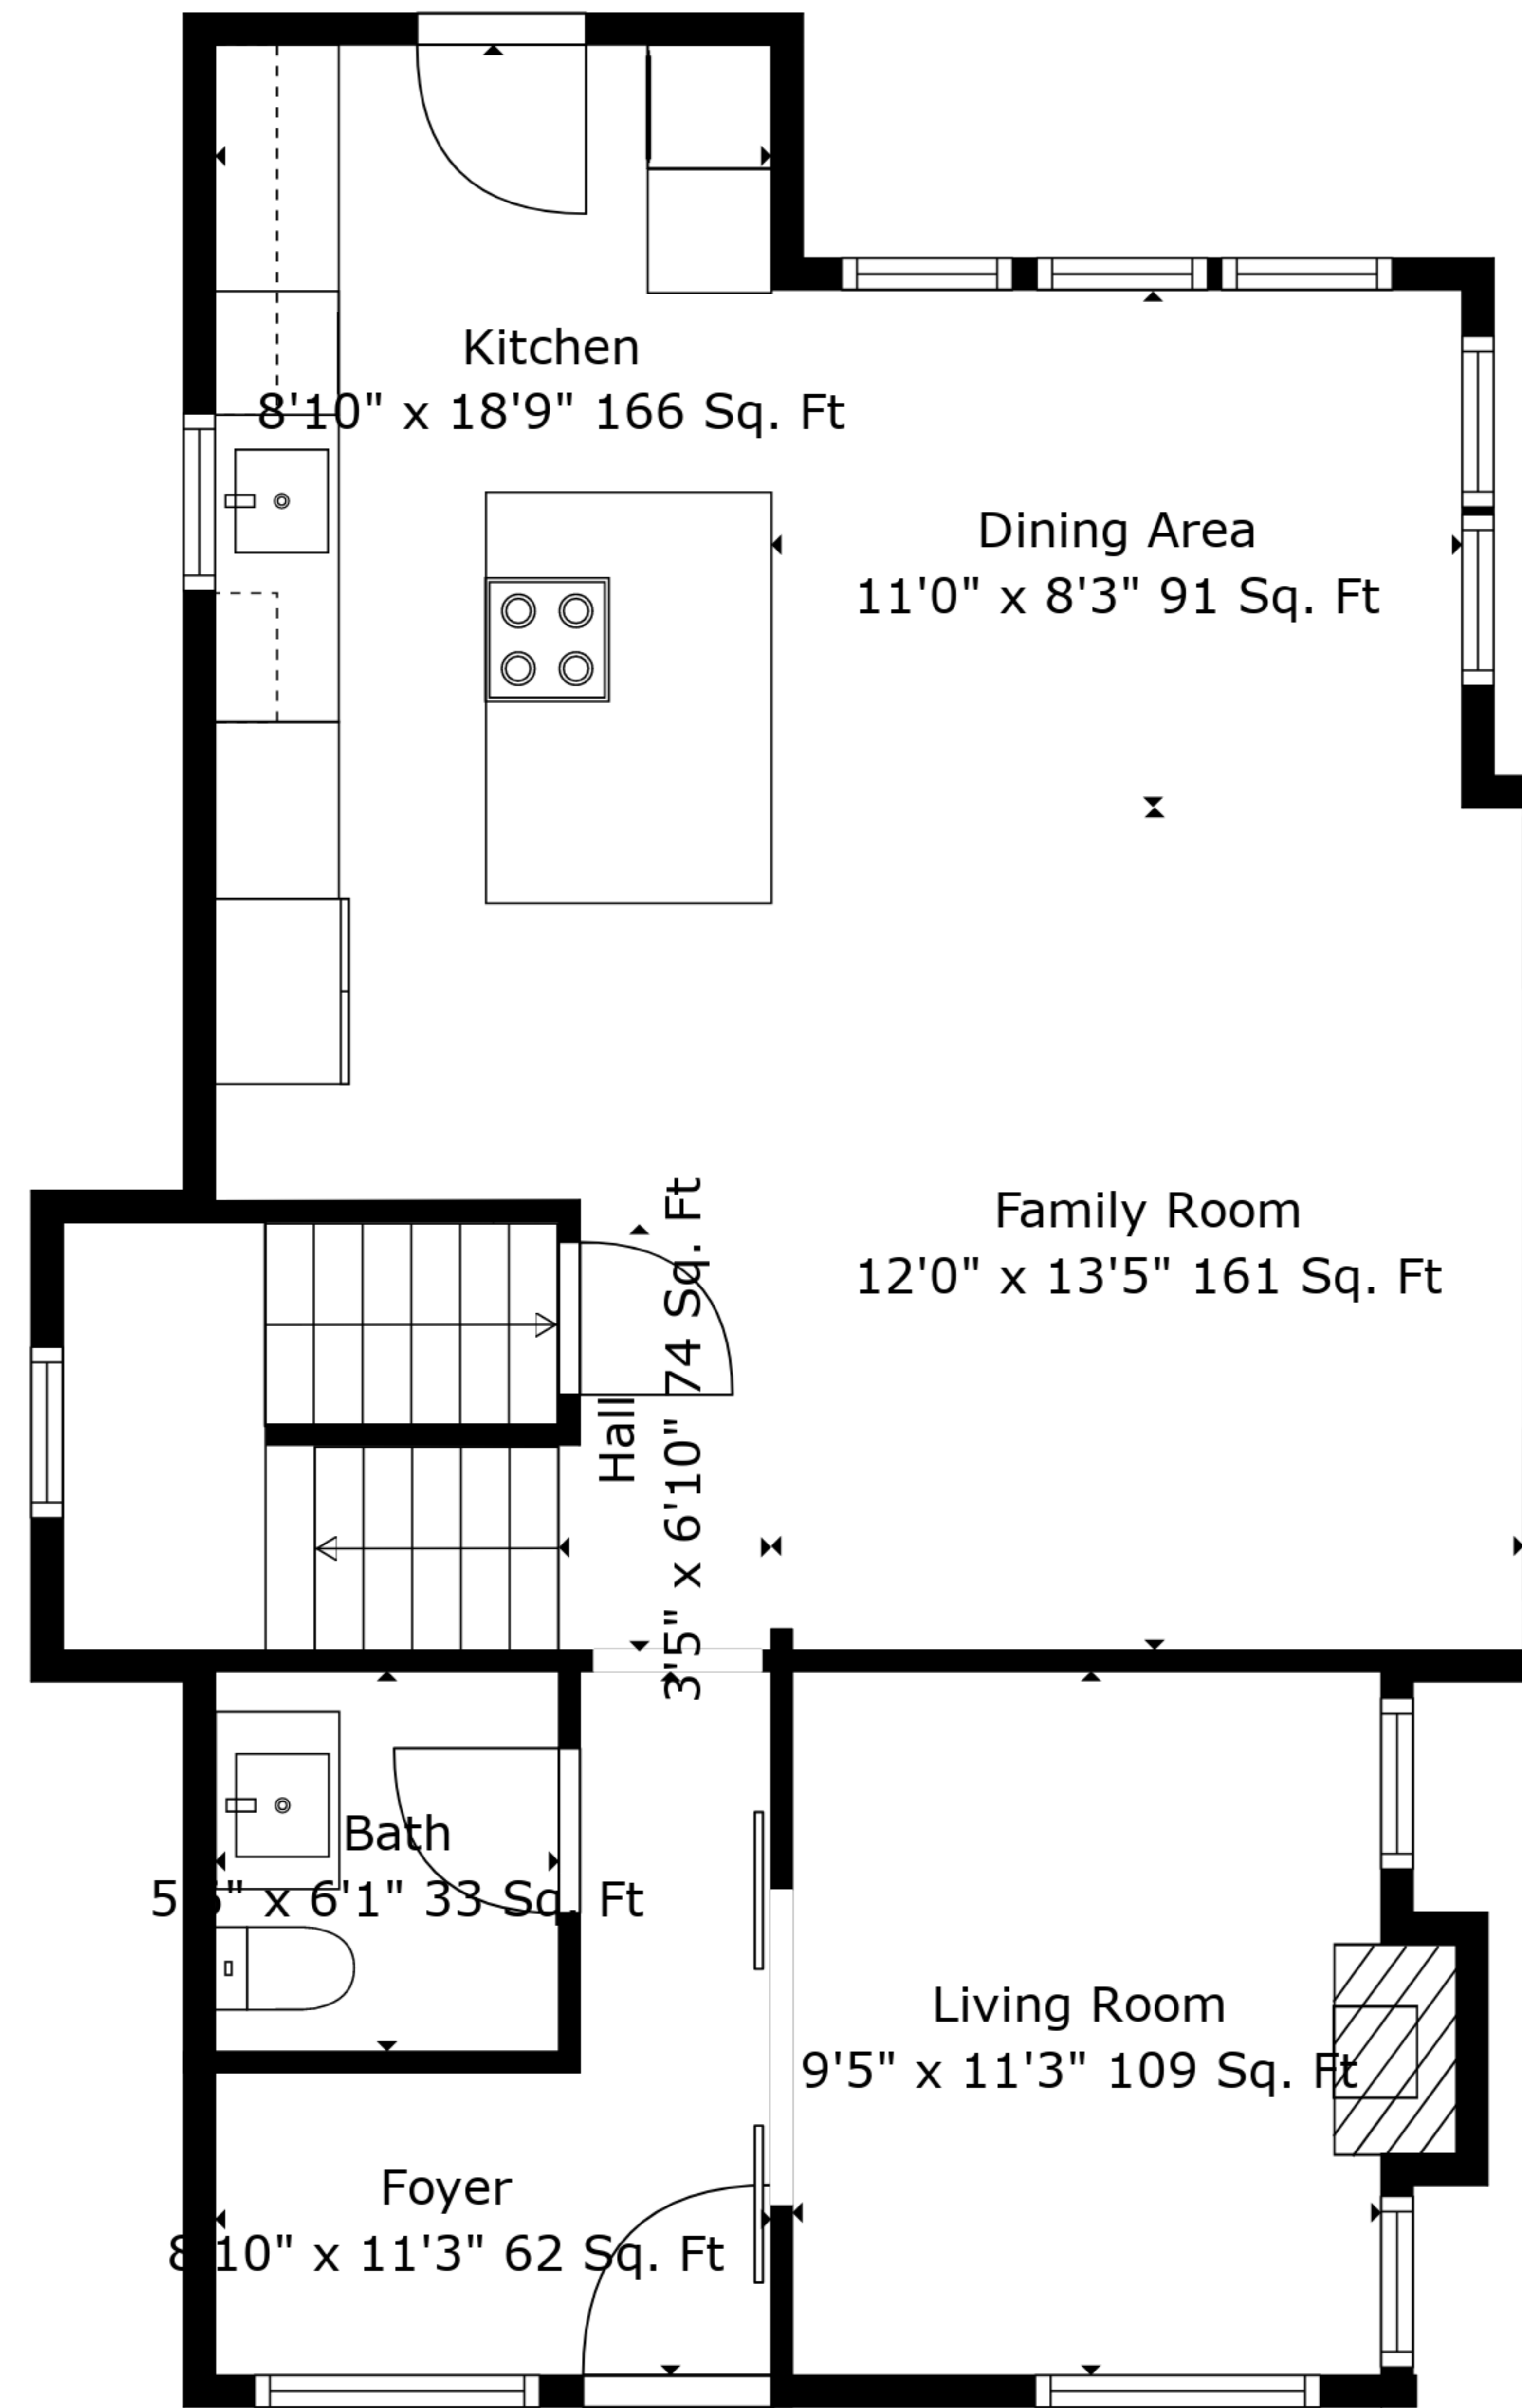 Kitchen
8'10" x 18'9" 166 Sq. Ft
Dining Area
11'0" x 8'3" 91 Sq. Ft
Family Room
12'0" x 13'5" 161 Sq. Ft
Hall
3'5" x 6'10" 74 Sq. Ft
Bath
x 6'1" 33 Sq. Ft
Living Room
9'5" x 11'3" 109 Sq. Ft
Foyer
8'10" x 11'3" 62 Sq. Ft